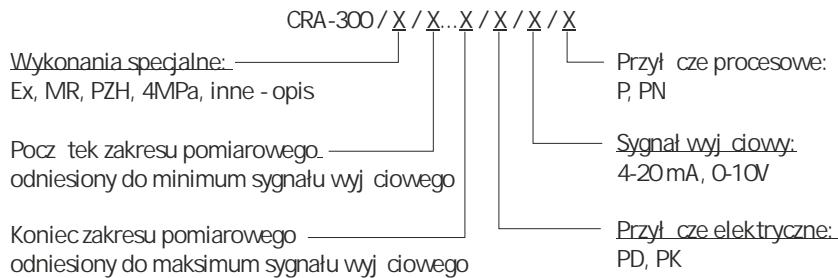 CRA-300 / X / X...X / X / X / X
Wykonania specjalne:
Ex, MR, PZH, 4MPa, inne - opis
Pocz tek zakresu pomiarowego
odniesiony do minimum sygnału wyj ciowego
Koniec zakresu pomiarowego
odniesiony do maksimum sygnału wyj ciowego
Przył cze procesowe:
P, PN
Sygnał wyj ciowy:
4-20 mA, 0-10V
Przył cze elektryczne:
PD, PK